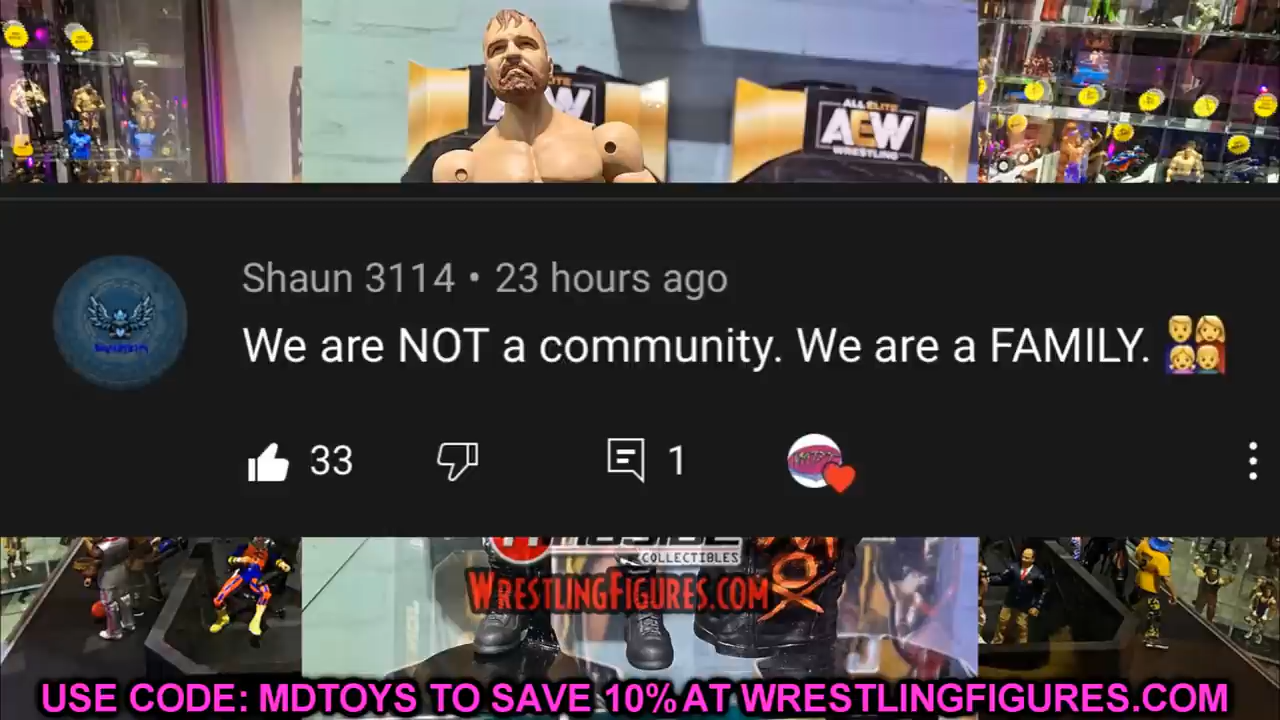 AEW
ALL ELITE
AEW
WRESTLING
Shaun 3114 • 23 hours ago
We are NOT a community. We are a FAMILY. 👨‍👩‍👧‍👦
33
1
COLLECTIBLES
WRESTLINGFIGURES.COM
MOX
USE CODE: MDTOYS TO SAVE 10% AT WRESTLINGFIGURES.COM